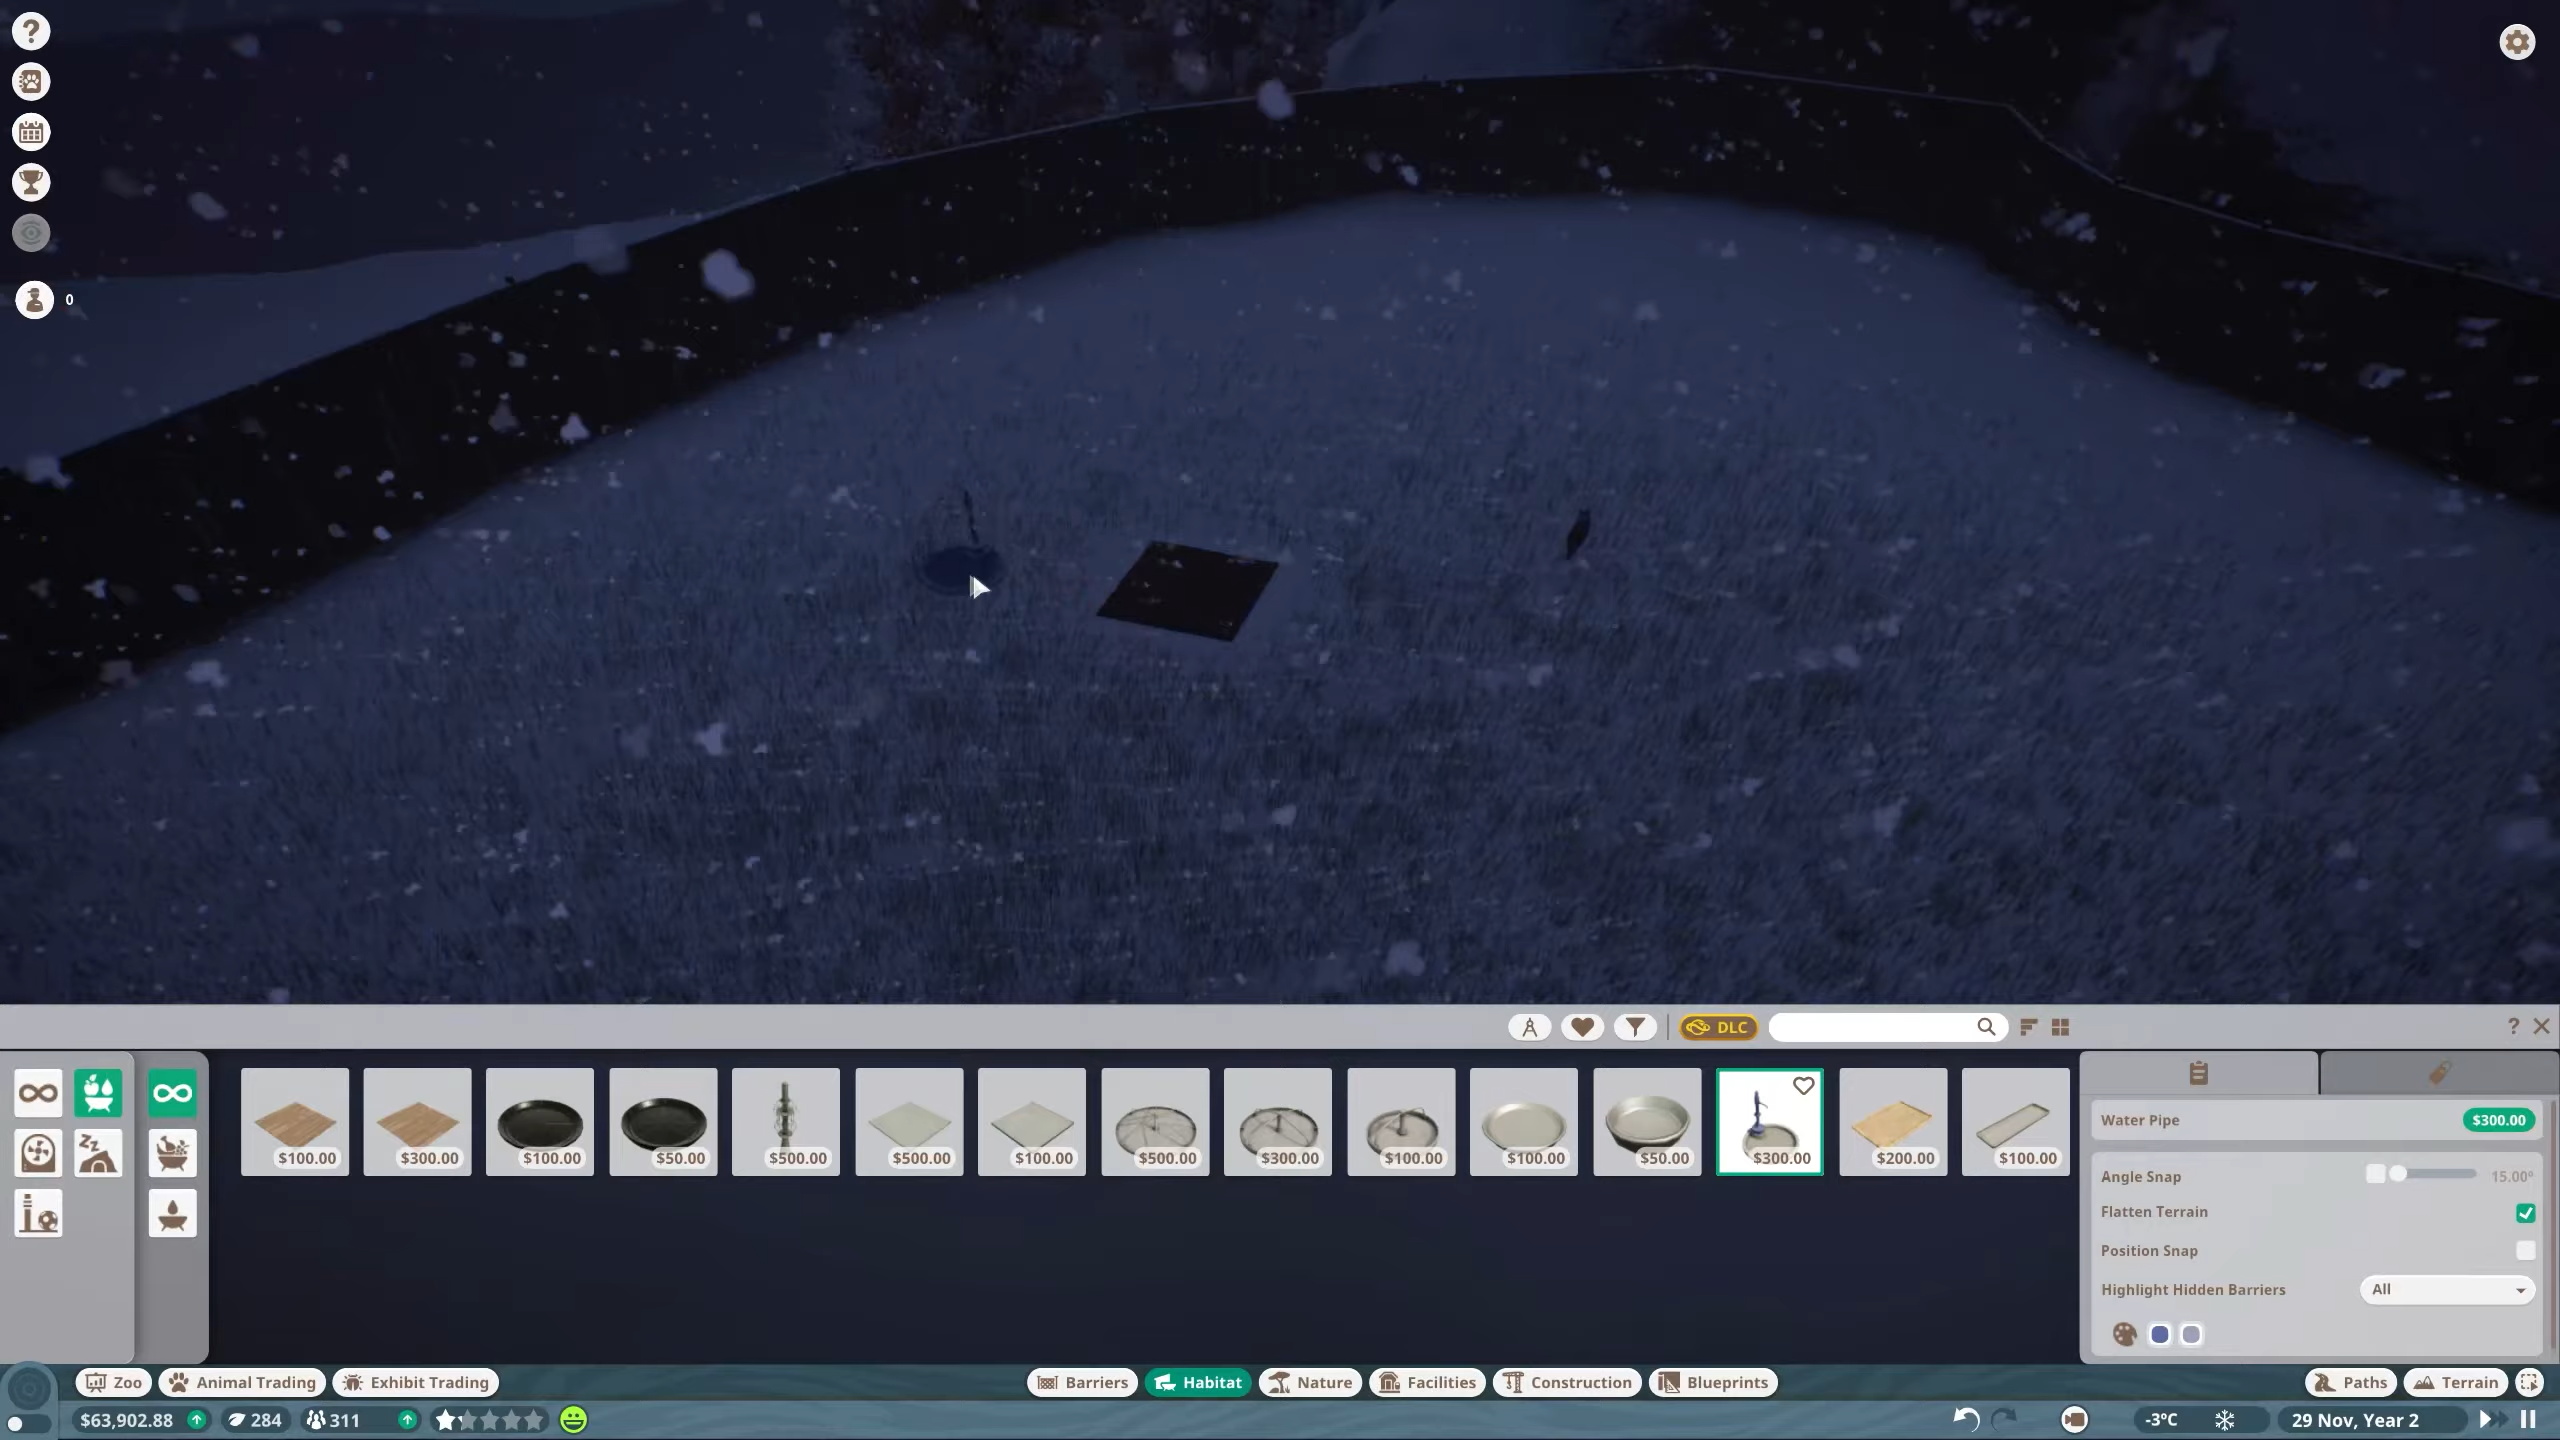 ?
0
DLC
?
$100.00
$300.00
$100.00
$50.00
$500.00
$500.00
$100.00
$500.00
$300.00
$100.00
$100.00
$50.00
$300.00
$200.00
$100.00
Water Pipe
$300.00
Angle Snap
15.00°
Flatten Terrain
Position Snap
Highlight Hidden Barriers
All
Zoo
Animal Trading
Exhibit Trading
Barriers
Habitat
Nature
Facilities
Construction
Blueprints
Paths
Terrain
$63,902.88
284
311
-3°C
29 Nov, Year 2